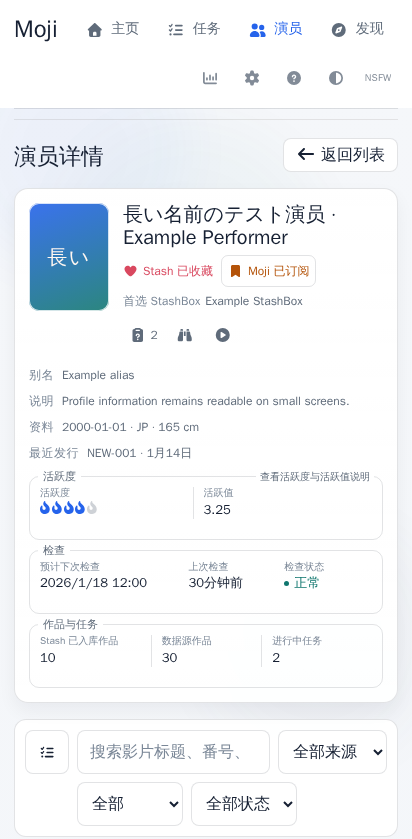 Moji 主页 任务 演员 发现
NSFW
演员详情 返回列表
長い
長い名前のテスト演员 ·
Example Performer
Stash 已收藏 Moji 已订阅
首选 StashBox Example StashBox
2
别名 Example alias
说明 Profile information remains readable on small screens.
资料 2000-01-01 · JP · 165 cm
最近发行 NEW-001 · 1月14日
活跃度 查看活跃度与活跃值说明
活跃度 活跃值
3.25
检查
预计下次检查 上次检查 检查状态
2026/1/18 12:00 30分钟前 正常
作品与任务
Stash 已入库作品 数据源作品 进行中任务
10 30 2
搜索影片标题、番号、 全部来源
全部 全部状态